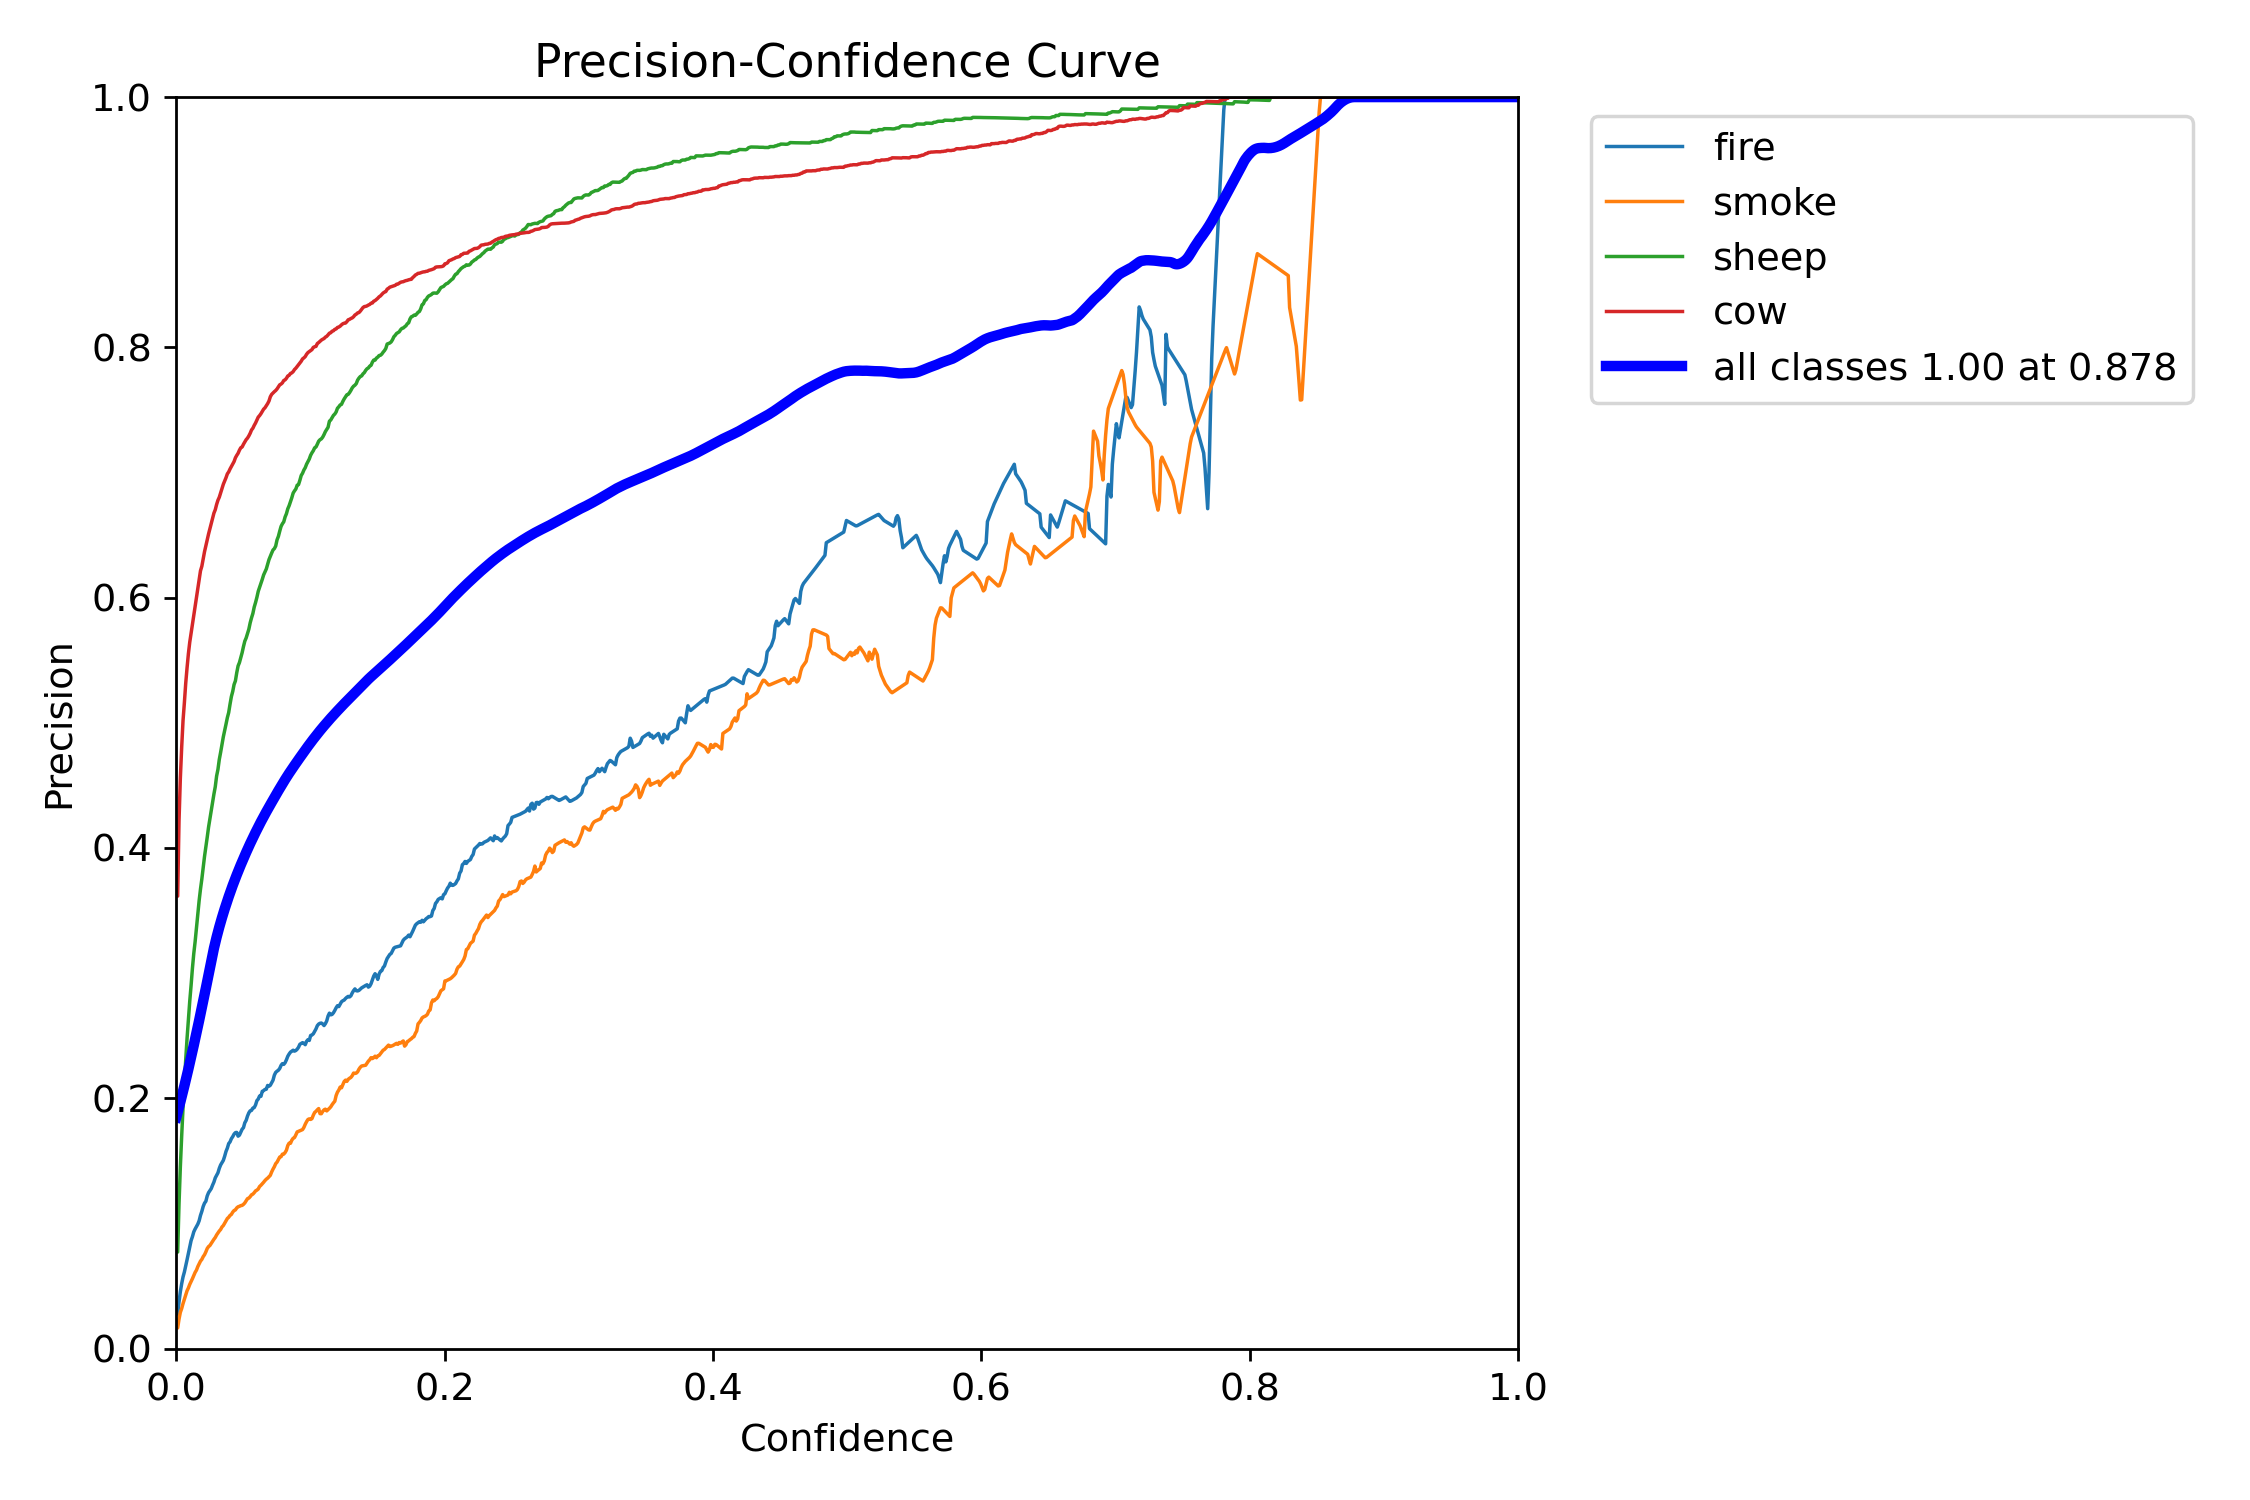 Precision-Confidence Curve
1.0
0.8
0.6
0.4
0.2
0.0
Precision
0.0 0.2 0.4 0.6 0.8 1.0
Confidence
fire
smoke
sheep
cow
all classes 1.00 at 0.878